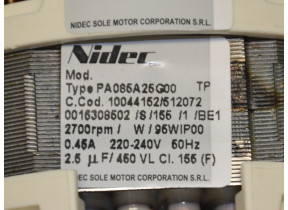 NIDEC SOLE MOTOR CORPORATION S.R.L.
Nidec
Mod.
Type PA065A25G00 TP
C.Cod. 10044152/512072
0015308502 /S /155 /1 /BE1
2700rpm / W / 95WIP00
0.45A 220-240V 50Hz
2.5 µF/ 450 VL Cl. 155 (F)
NIDEC SOLE MOTOR CORPORATION S.R.L.